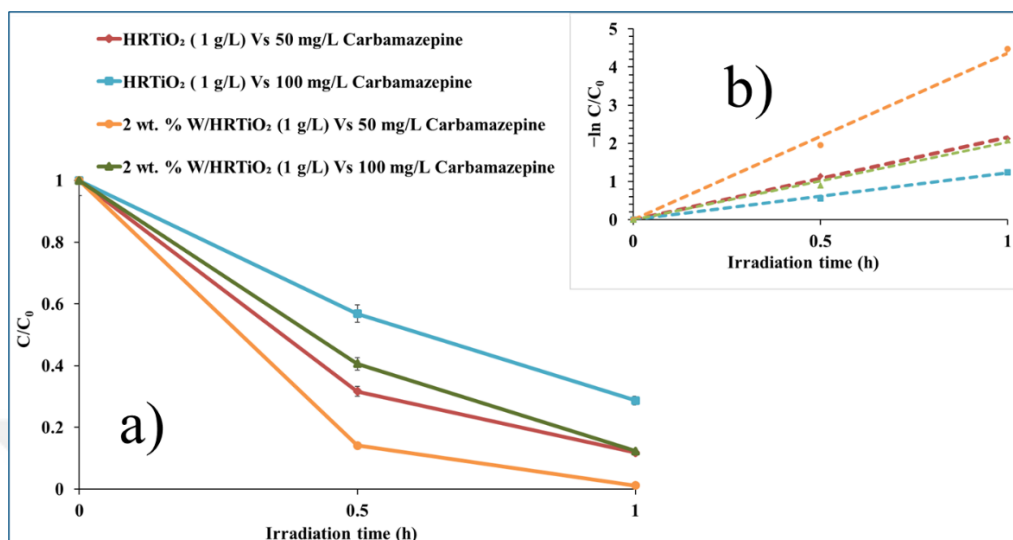 HRTiO₂ ( 1 g/L) Vs 50 mg/L Carbamazepine
HRTiO₂ ( 1 g/L) Vs 100 mg/L Carbamazepine
2 wt. % W/HRTiO₂ (1 g/L) Vs 50 mg/L Carbamazepine
2 wt. % W/HRTiO₂ (1 g/L) Vs 100 mg/L Carbamazepine
C/C₀
1
0.8
0.6
0.4
0.2
0
0 0.5 1
Irradiation time (h)
a)
−ln C/C₀
5
4
3
2
1
0
0 0.5 1
Irradiation time (h)
b)